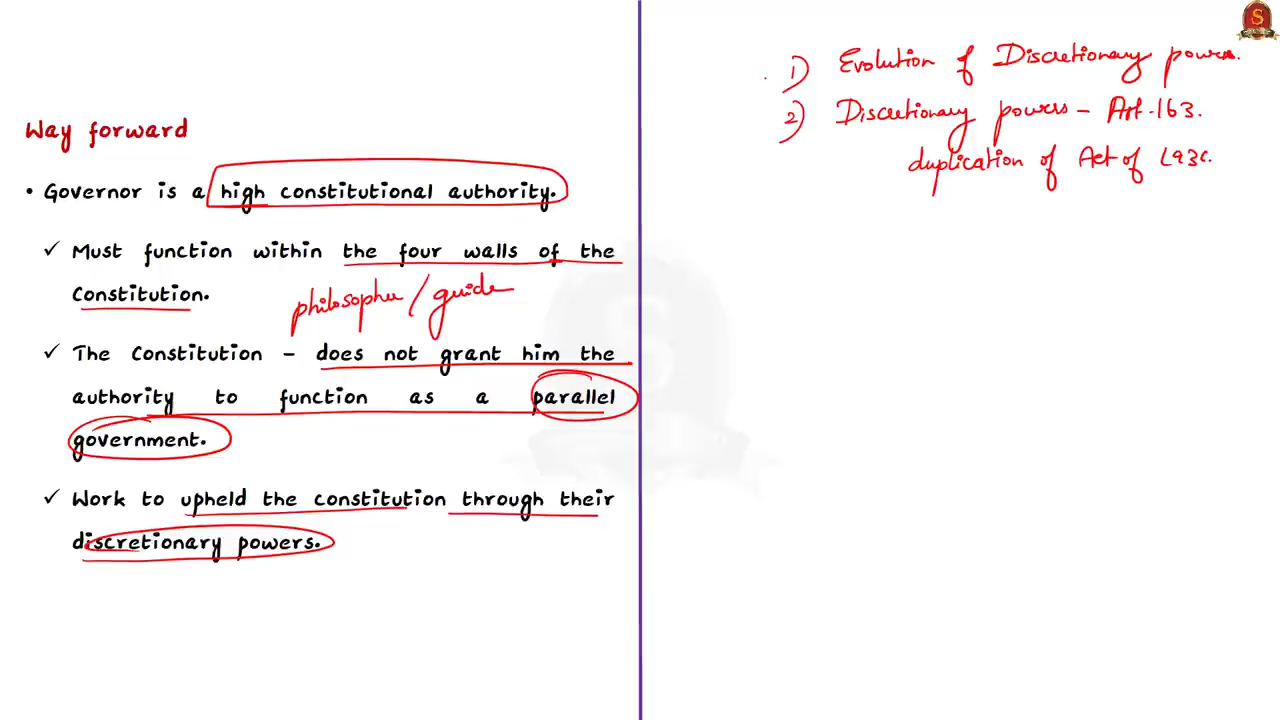 Way forward
• Governor is a high constitutional authority.
✓ Must function within the four walls of the
Constitution.
philosopher/guide
✓ The Constitution – does not grant him the
authority to function as a parallel
government.
✓ Work to upheld the constitution through their
discretionary powers.
1) Evolution of Discretionary powers.
2) Discretionary powers – Art.163.
duplication of Act of